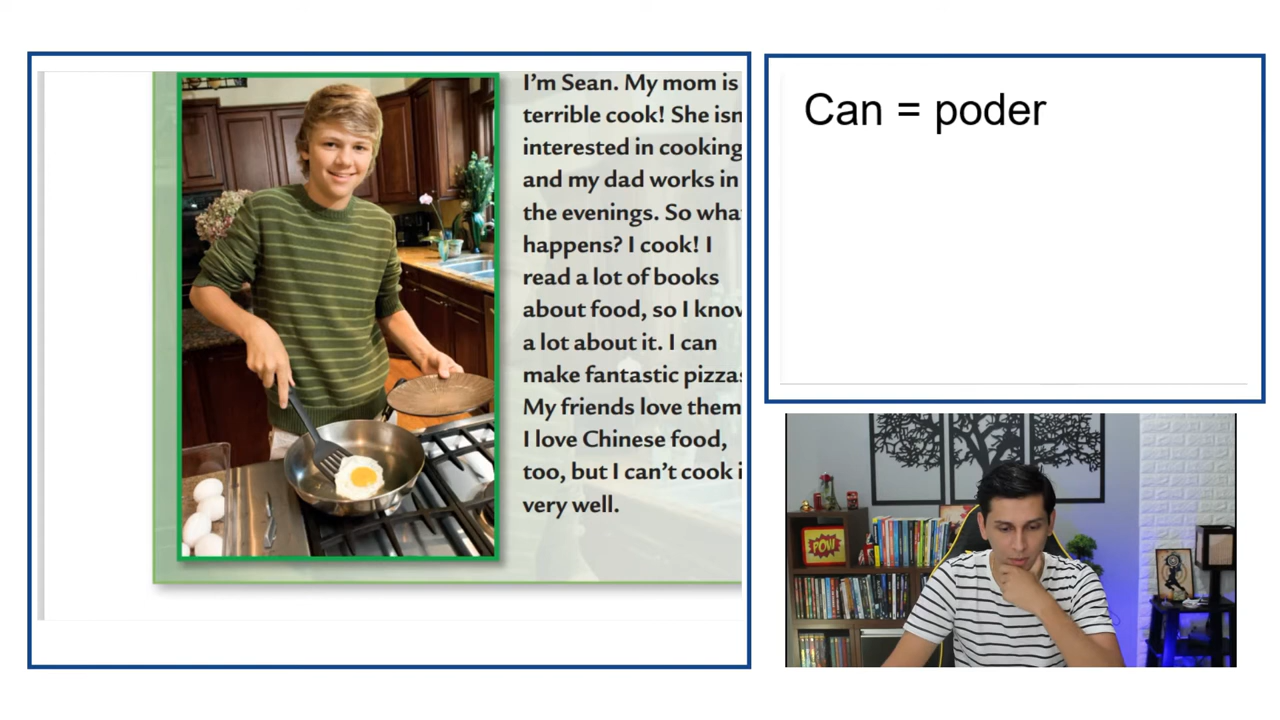 I'm Sean. My mom is
terrible cook! She isn
interested in cooking
and my dad works in
the evenings. So wha
happens? I cook! I
read a lot of books
about food, so I know
a lot about it. I can
make fantastic pizzas
My friends love them
I love Chinese food,
too, but I can't cook i
very well.
Can = poder
POW